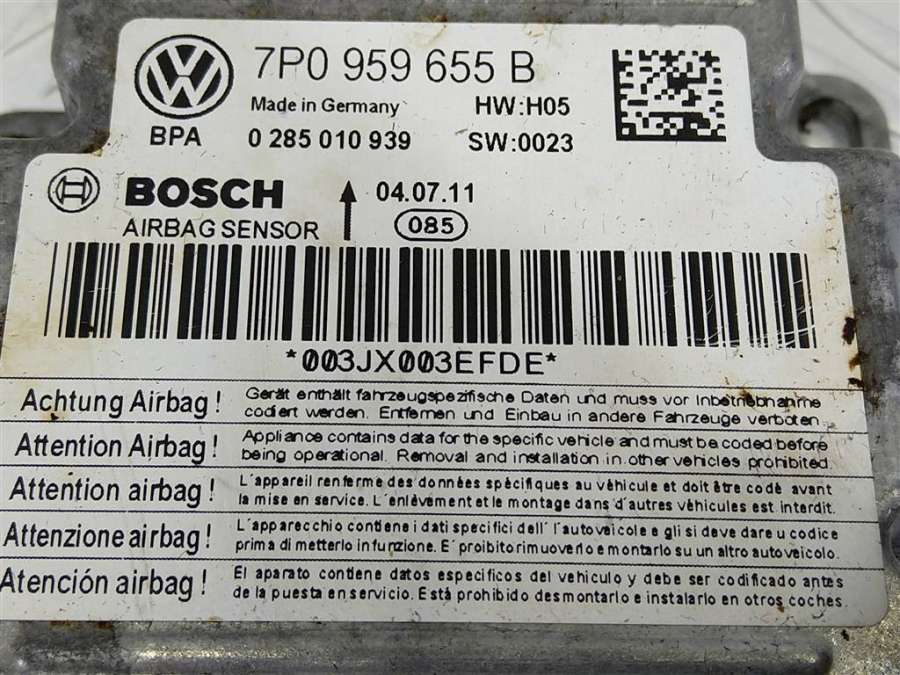 7P0 959 655 B
Made in Germany HW:H05
BPA 0 285 010 939 SW:0023
BOSCH 04.07.11
AIRBAG SENSOR 085
*003JX003EFDE*
Achtung Airbag! Gerät enthält fahrzeugspezifische Daten und muss vor Inbetriebnahme
codiert werden. Entfernen und Einbau in andere Fahrzeuge verboten.
Attention Airbag! Appliance contains data for the specific vehicle and must be coded before
being operational. Removal and installation in other vehicles prohibited.
Attention airbag! L'appareil renferme des données spécifiques au véhicule et doit être codé avant
la mise en service. L'enlèvement et le montage dans d'autres véhicules est interdit.
Attenzione airbag! L'apparecchio contiene i dati specifici dell' l'autoveicolo e gli si deve dare u codice
prima di metterlo in funzione. E' proibito rimuoverlo e montarlo su un altro autoveicolo.
Atención airbag! El aparato contiene datos especificos del vehiculo y debe ser codificado antes
de la puesta en servicio. Está prohibido desmontarlo e instalarlo en otros coches.